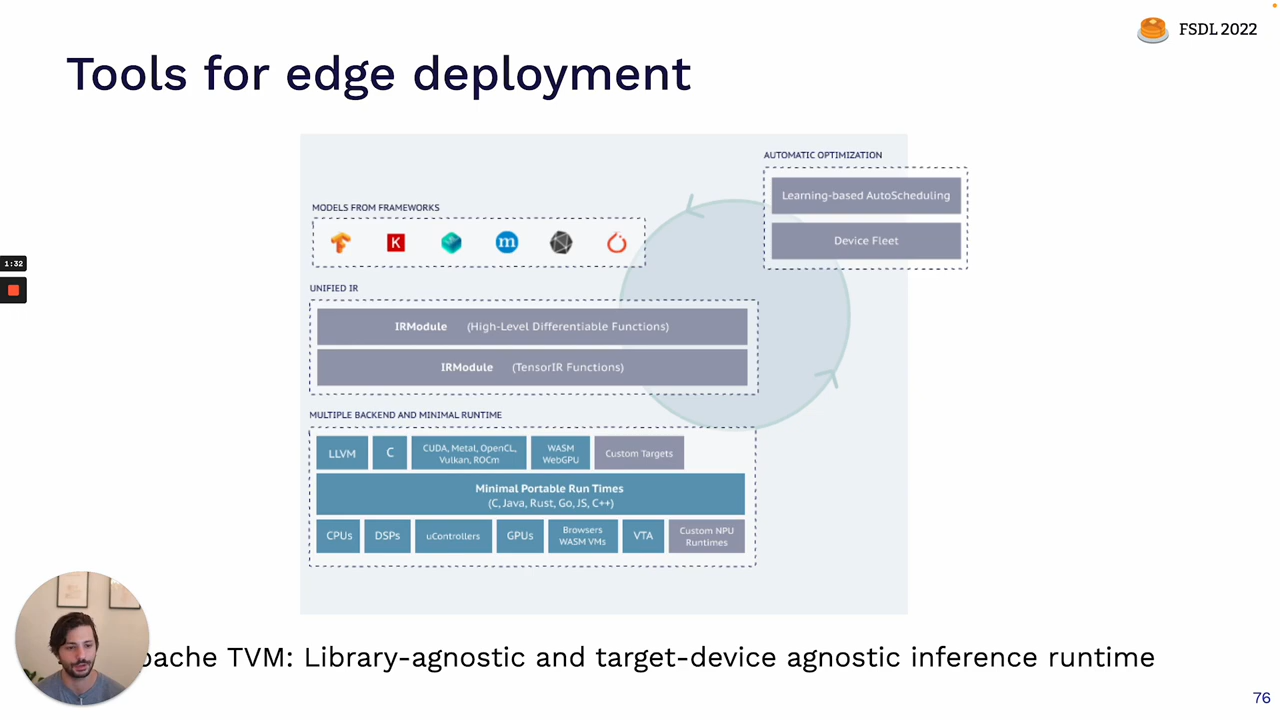 FSDL 2022
Tools for edge deployment
AUTOMATIC OPTIMIZATION
Learning-based AutoScheduling
Device Fleet
MODELS FROM FRAMEWORKS
K
m
UNIFIED IR
IRModule (High-Level Differentiable Functions)
IRModule (TensorIR Functions)
MULTIPLE BACKEND AND MINIMAL RUNTIME
LLVM
C
CUDA, Metal, OpenCL,
Vulkan, ROCm
WASM
WebGPU
Custom Targets
Minimal Portable Run Times
(C, Java, Rust, Go, JS, C++)
CPUs
DSPs
uControllers
GPUs
Browsers
WASM VMs
VTA
Custom NPU
Runtimes
1:32
pache TVM: Library-agnostic and target-device agnostic inference runtime
76